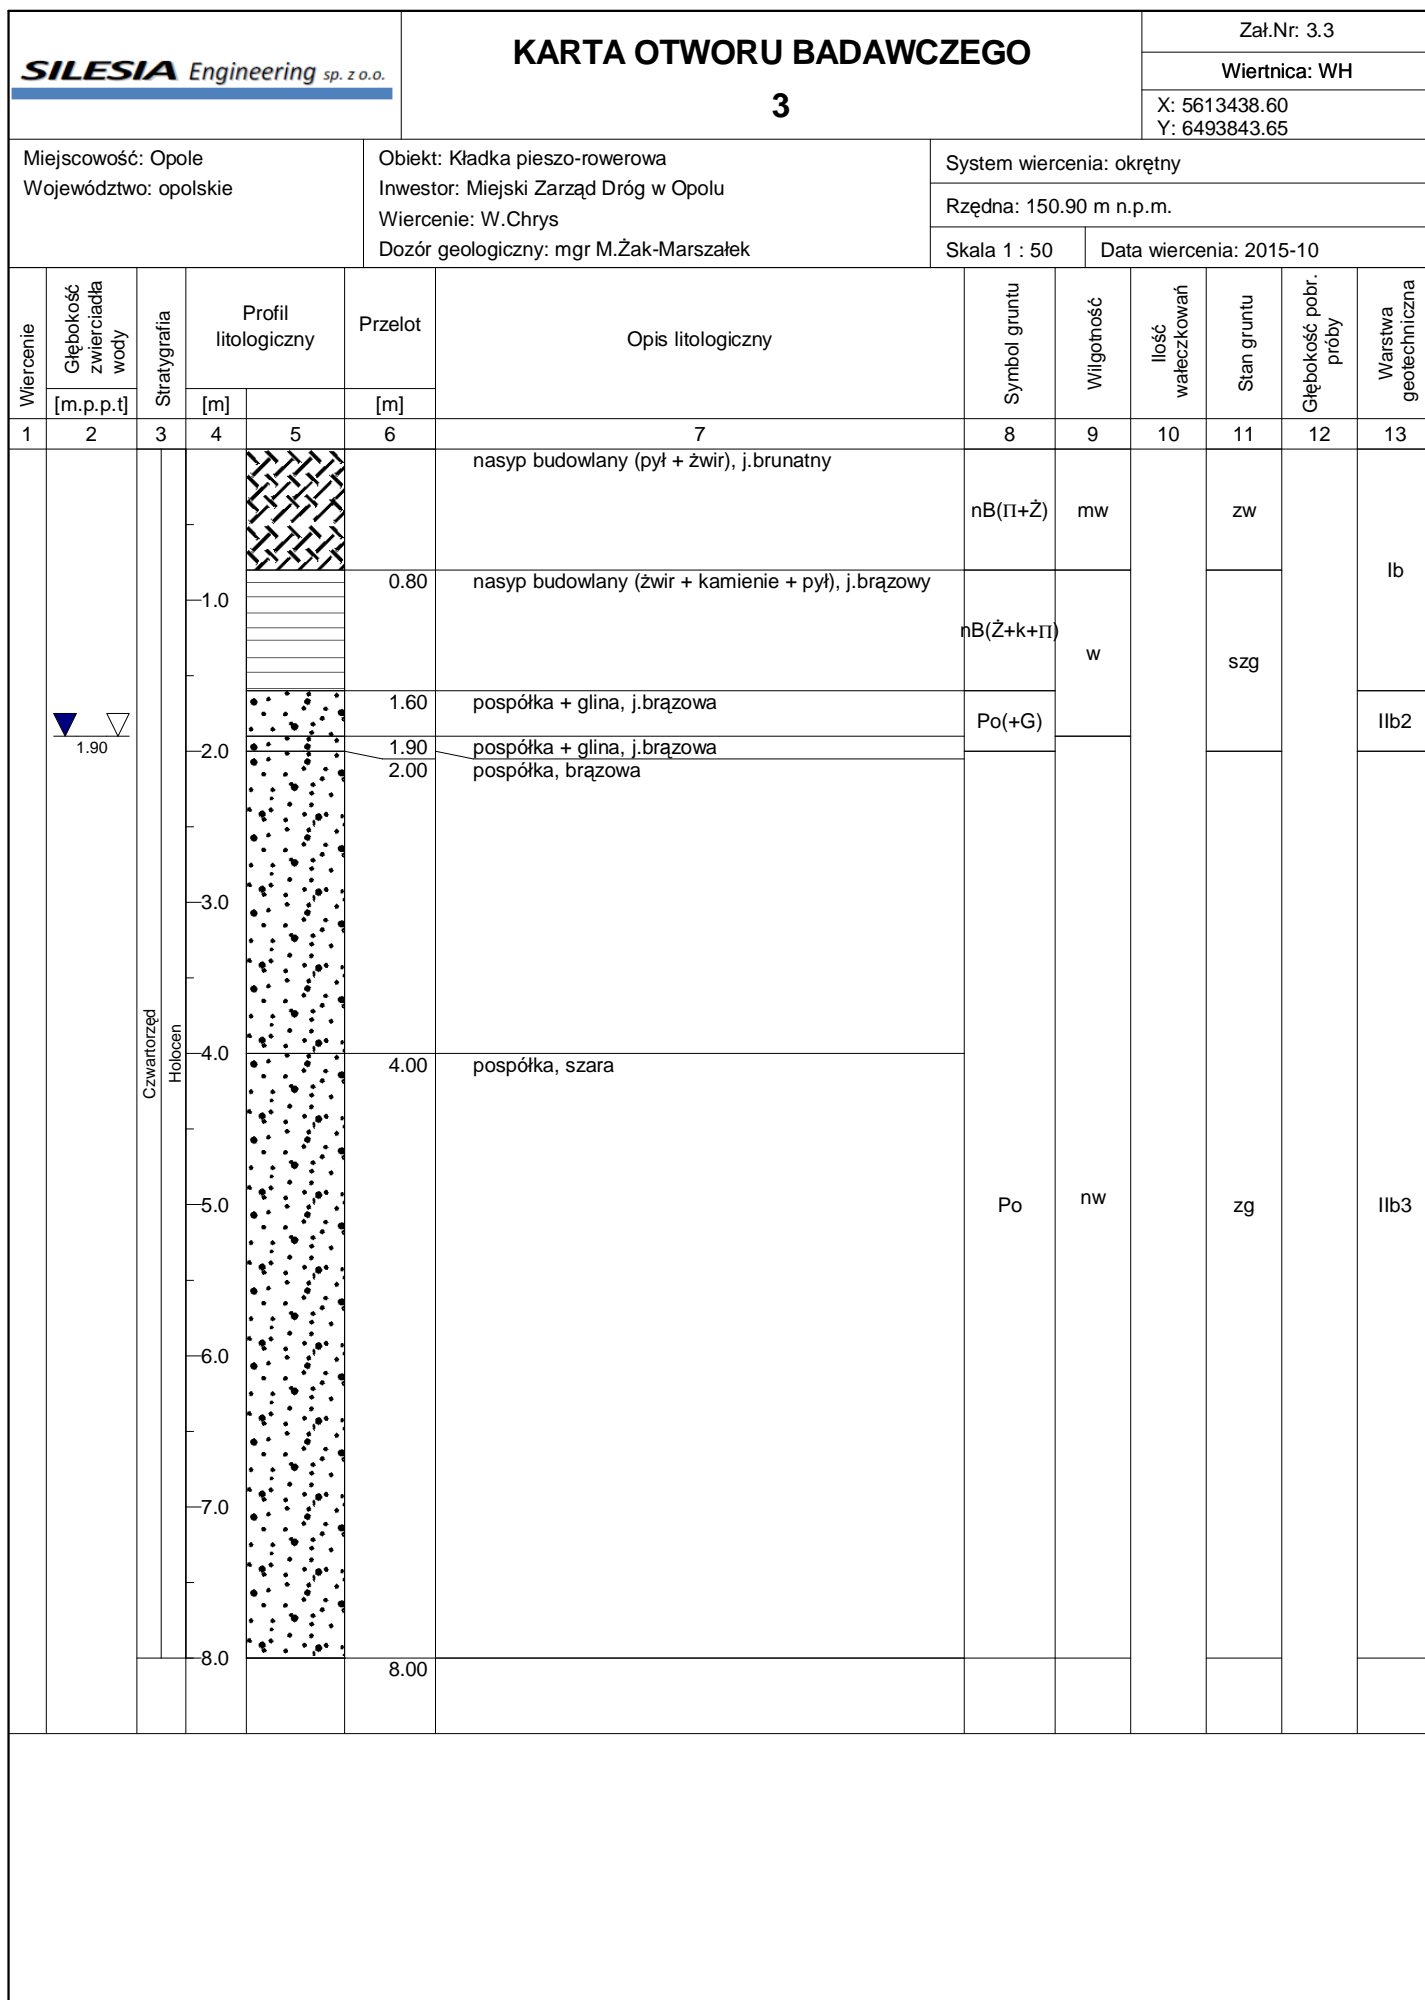 SILESIA Engineering sp. z o.o.
KARTA OTWORU BADAWCZEGO
3
Zał.Nr: 3.3
Wiertnica: WH
X: 5613438.60
Y: 6493843.65
Miejscowość: Opole
Województwo: opolskie
Obiekt: Kładka pieszo-rowerowa
Inwestor: Miejski Zarząd Dróg w Opolu
Wiercenie: W.Chrys
Dozór geologiczny: mgr M.Żak-Marszałek
System wiercenia: okrętny
Rzędna: 150.90 m n.p.m.
Skala 1 : 50
Data wiercenia: 2015-10
Wiercenie
Głębokość
zwierciadła
wody
[m.p.p.t]
Stratygrafia
Profil
litologiczny
[m]
Przelot
[m]
Opis litologiczny
Symbol gruntu
Wilgotność
Ilość
wałeczkowań
Stan gruntu
Głębokość pobr.
próby
Warstwa
geotechniczna
1 2 3 4 5 6 7 8 9 10 11 12 13
nasyp budowlany (pył + żwir), j.brunatny
nB(Π+Ż) mw zw
Ib
0.80 nasyp budowlany (żwir + kamienie + pył), j.brązowy
1.0
nB(Ż+k+Π)
w szg
1.60 pospółka + glina, j.brązowa
Po(+G) IIb2
1.90
1.90 pospółka + glina, j.brązowa
2.0
2.00 pospółka, brązowa
3.0
Czwartorzęd
Holocen
4.0
4.00 pospółka, szara
5.0
Po nw zg IIb3
6.0
7.0
8.0
8.00